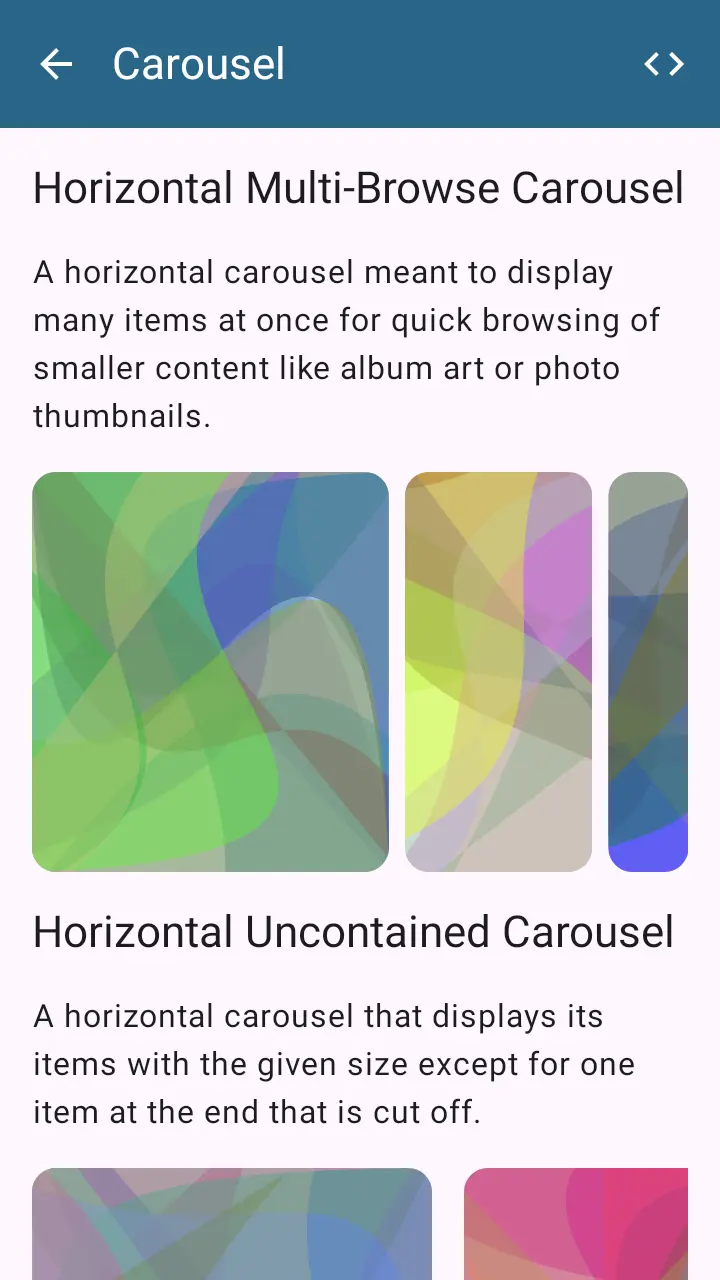 Carousel
Horizontal Multi-Browse Carousel
A horizontal carousel meant to display
many items at once for quick browsing of
smaller content like album art or photo
thumbnails.
Horizontal Uncontained Carousel
A horizontal carousel that displays its
items with the given size except for one
item at the end that is cut off.